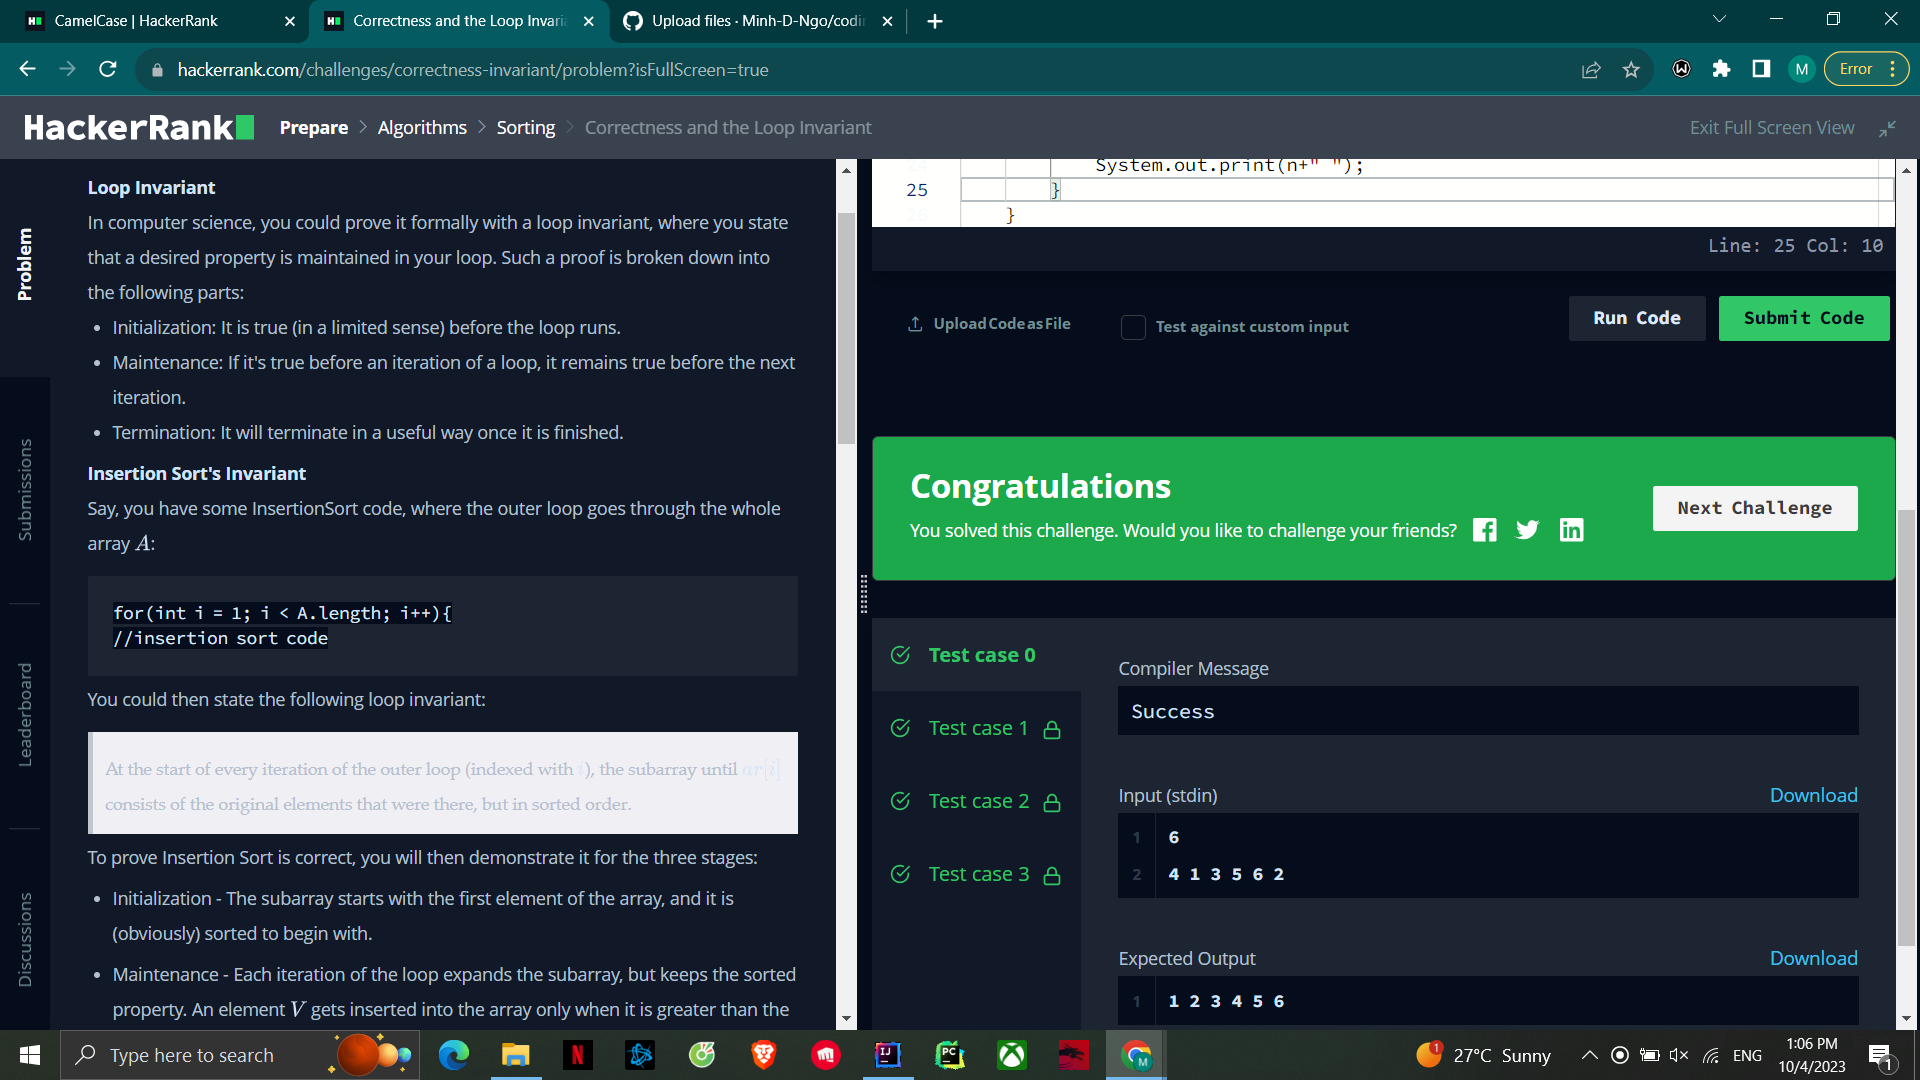 CamelCase | HackerRank
Correctness and the Loop Invaria
Upload files · Minh-D-Ngo/codin
hackerrank.com/challenges/correctness-invariant/problem?isFullScreen=true
M
Error
HackerRank
Prepare > Algorithms > Sorting > Correctness and the Loop Invariant
Exit Full Screen View
Problem
Submissions
Leaderboard
Discussions
Loop Invariant
In computer science, you could prove it formally with a loop invariant, where you state
that a desired property is maintained in your loop. Such a proof is broken down into
the following parts:
• Initialization: It is true (in a limited sense) before the loop runs.
• Maintenance: If it's true before an iteration of a loop, it remains true before the next
iteration.
• Termination: It will terminate in a useful way once it is finished.
Insertion Sort's Invariant
Say, you have some InsertionSort code, where the outer loop goes through the whole
array A:
for(int i = 1; i < A.length; i++){
//insertion sort code
You could then state the following loop invariant:
At the start of every iteration of the outer loop (indexed with i), the subarray until ar[i]
consists of the original elements that were there, but in sorted order.
To prove Insertion Sort is correct, you will then demonstrate it for the three stages:
• Initialization - The subarray starts with the first element of the array, and it is
(obviously) sorted to begin with.
• Maintenance - Each iteration of the loop expands the subarray, but keeps the sorted
property. An element V gets inserted into the array only when it is greater than the
24 System.out.print(n+" ");
25 }
26 }
Line: 25 Col: 10
Upload Code as File
Test against custom input
Run Code
Submit Code
Congratulations
You solved this challenge. Would you like to challenge your friends?
Next Challenge
Test case 0
Test case 1
Test case 2
Test case 3
Compiler Message
Success
Input (stdin)
Download
1 6
2 4 1 3 5 6 2
Expected Output
Download
1 1 2 3 4 5 6
Type here to search
27°C Sunny
ENG
1:06 PM
10/4/2023
1